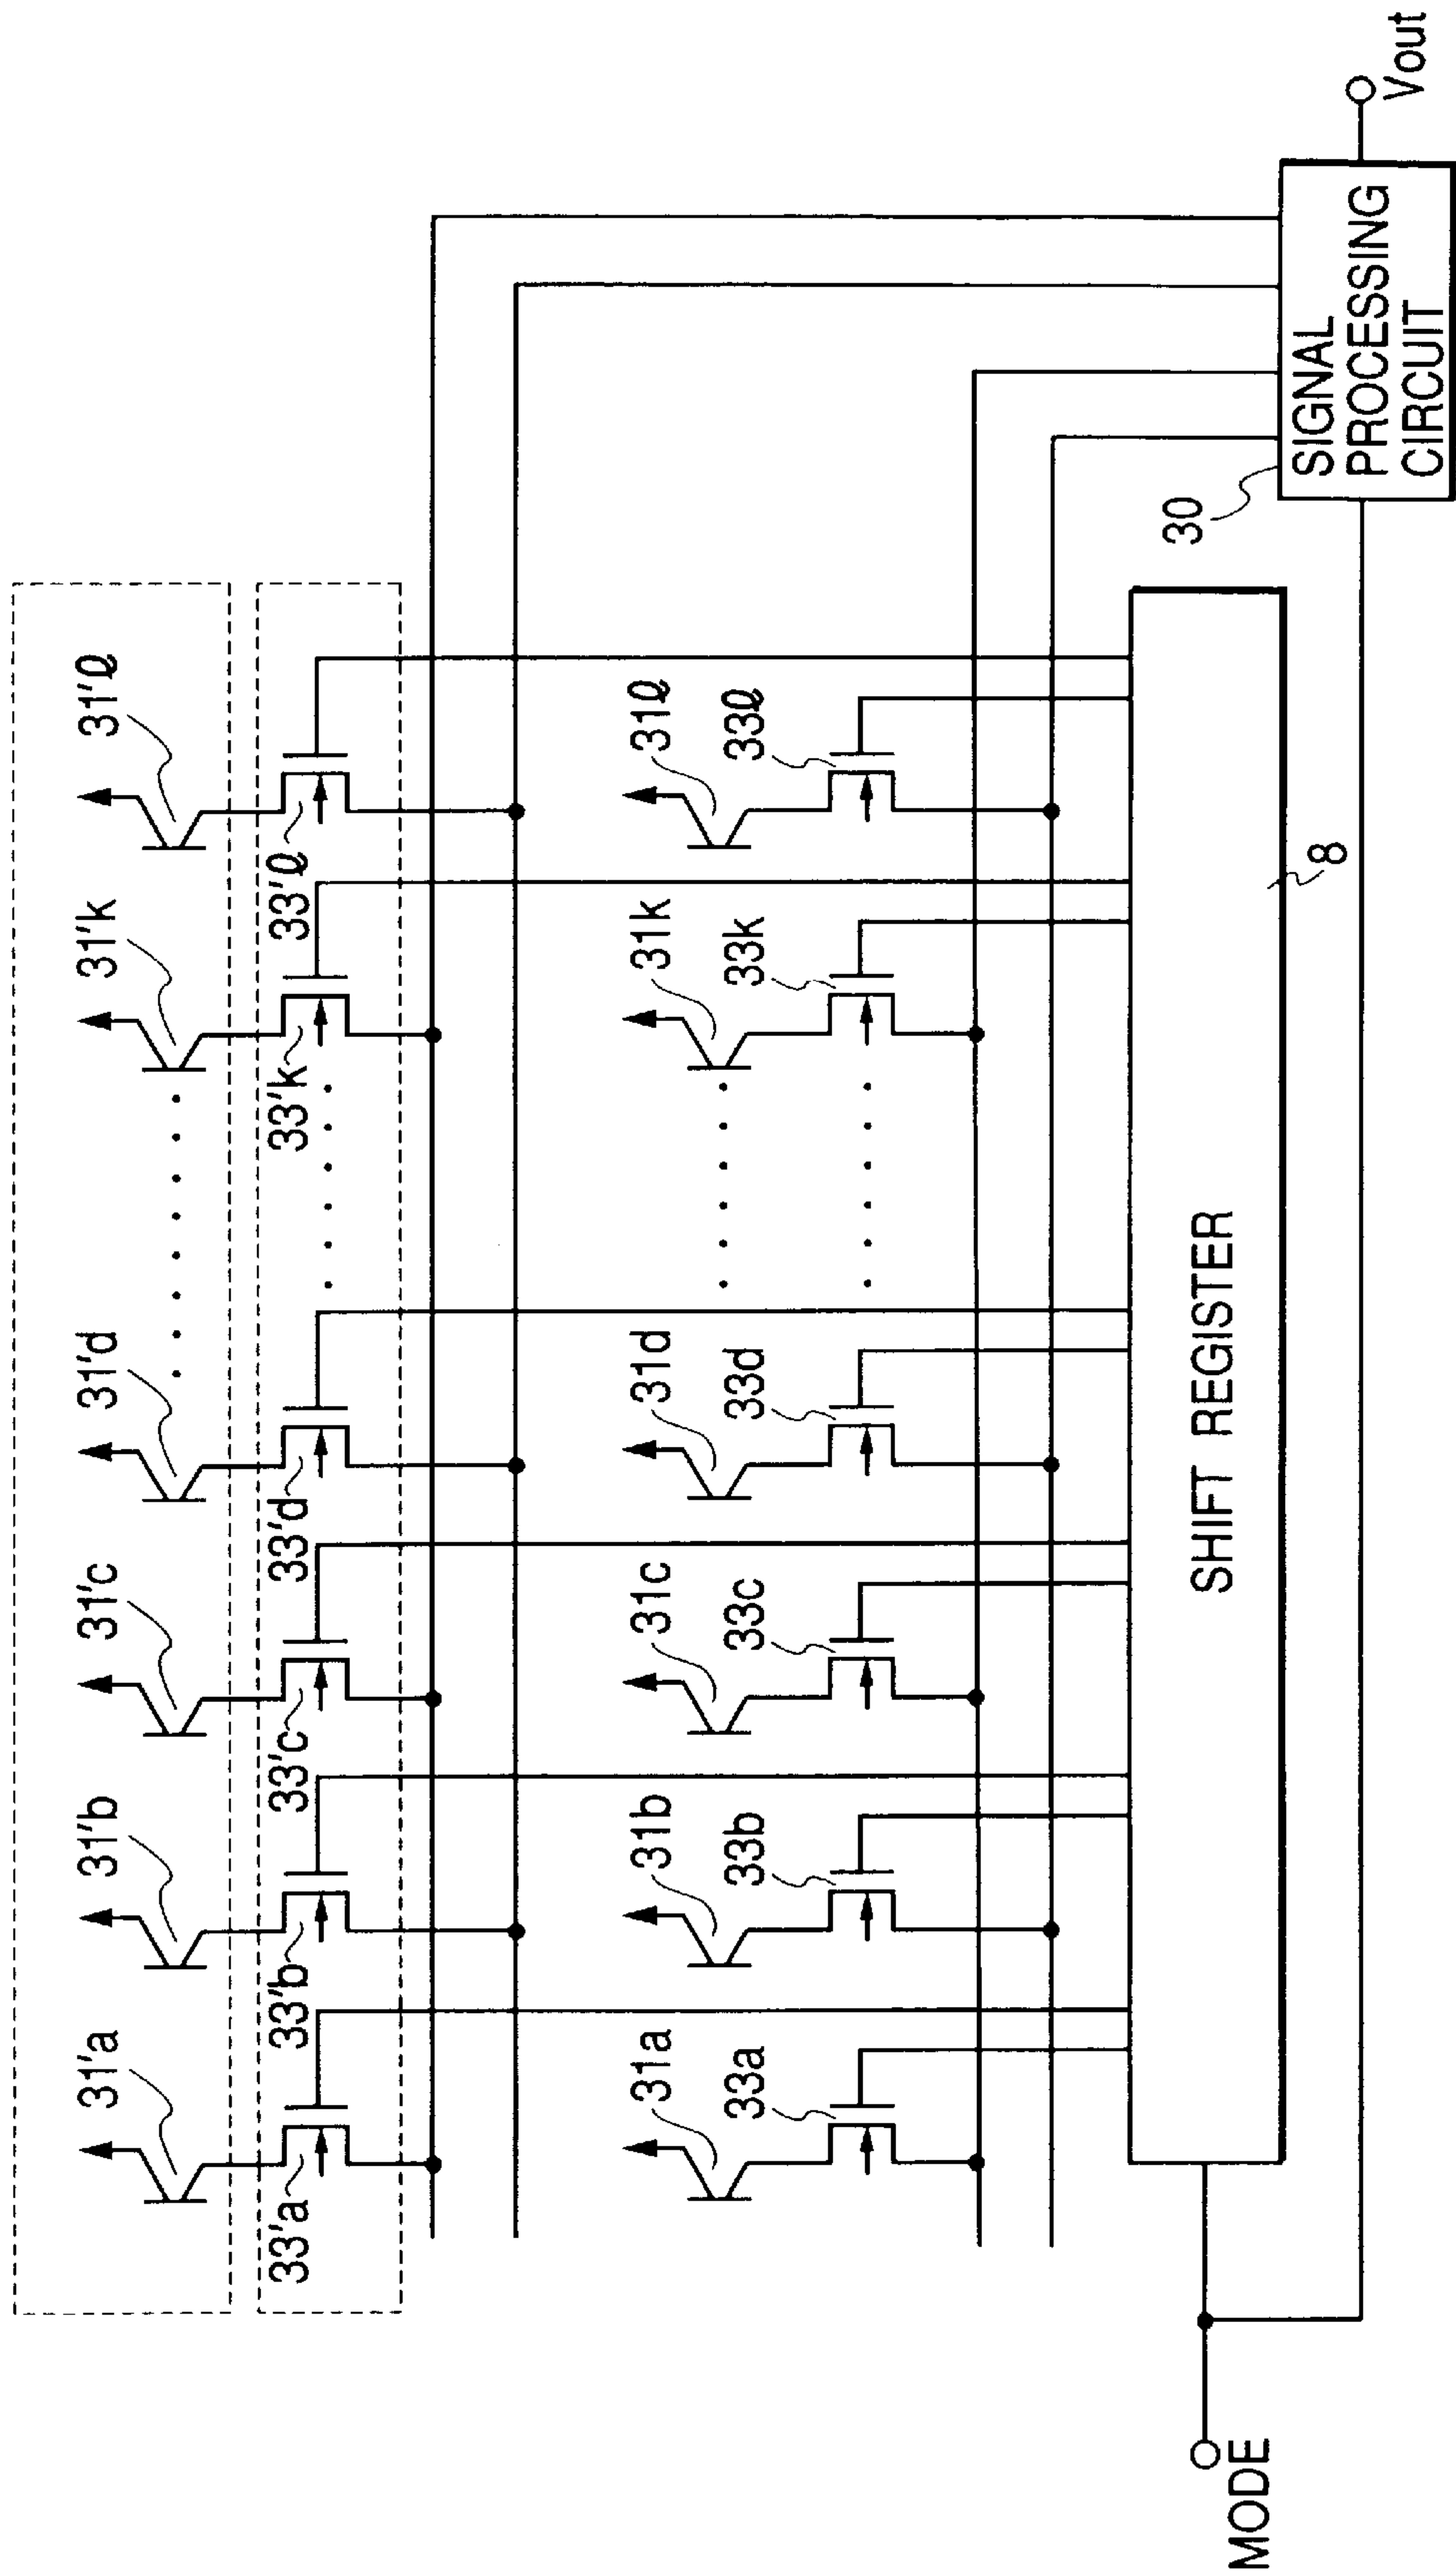 31'a
31'b
31'c
31'd
31'k
31'ℓ
33'a
33'b
33'c
33'd
33'k
33'ℓ
31a
31b
31c
31d
31k
31ℓ
33a
33b
33c
33d
33k
33ℓ
30
SHIFT REGISTER
8
MODE
SIGNAL
PROCESSING
CIRCUIT
Vout